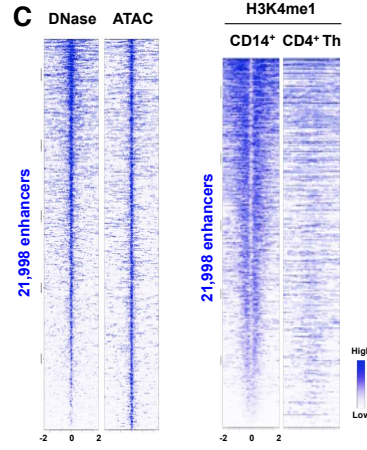 C
DNase ATAC
H3K4me1
CD14+ CD4+ Th
21,998 enhancers
21,998 enhancers
High
Low
-2 0 2
-2 0 2